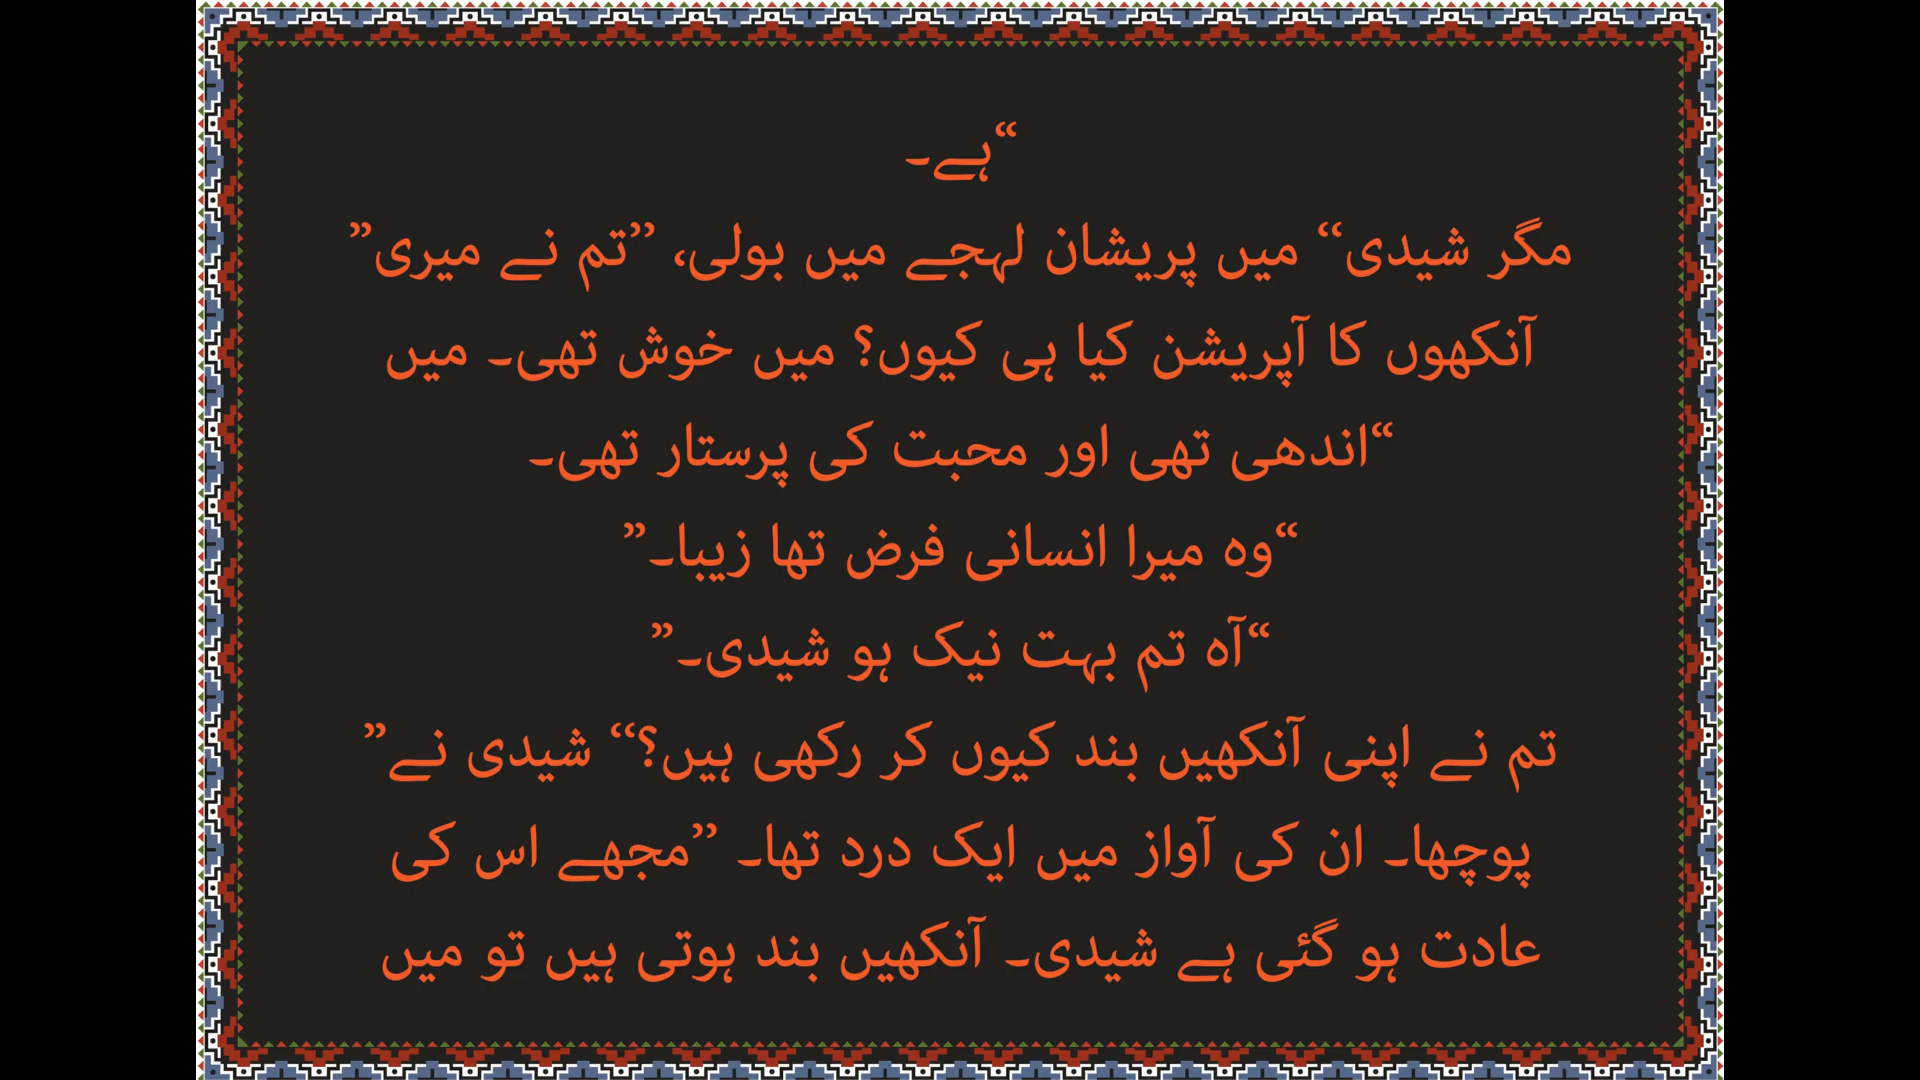 “ہے۔
مگر شیدی“ میں پریشان لہجے میں بولی، ”تم نے میری”
آنکھوں کا آپریشن کیا ہی کیوں؟ میں خوش تھی۔ میں
“اندھی تھی اور محبت کی پرستار تھی۔
“وہ میرا انسانی فرض تھا زیبا۔”
“آہ تم بہت نیک ہو شیدی۔”
تم نے اپنی آنکھیں بند کیوں کر رکھی ہیں؟“ شیدی نے”
پوچھا۔ ان کی آواز میں ایک درد تھا۔ ”مجھے اس کی
عادت ہو گئی ہے شیدی۔ آنکھیں بند ہوتی ہیں تو میں